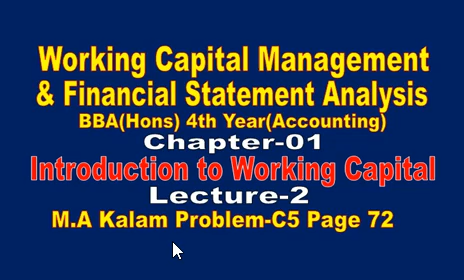 Working Capital Management
& Financial Statement Analysis
BBA(Hons) 4th Year(Accounting)
Chapter-01
Introduction to Working Capital
Lecture-2
M.A Kalam Problem-C5 Page 72